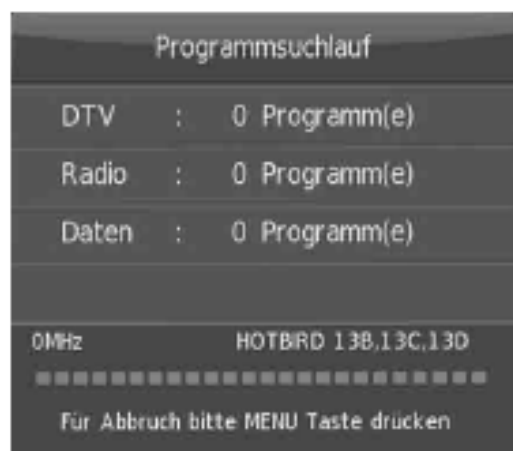 Programmsuchlauf
DTV : 0 Programm(e)
Radio : 0 Programm(e)
Daten : 0 Programm(e)
0MHz HOTBIRD 13B,13C,13D
Für Abbruch bitte MENU Taste drücken